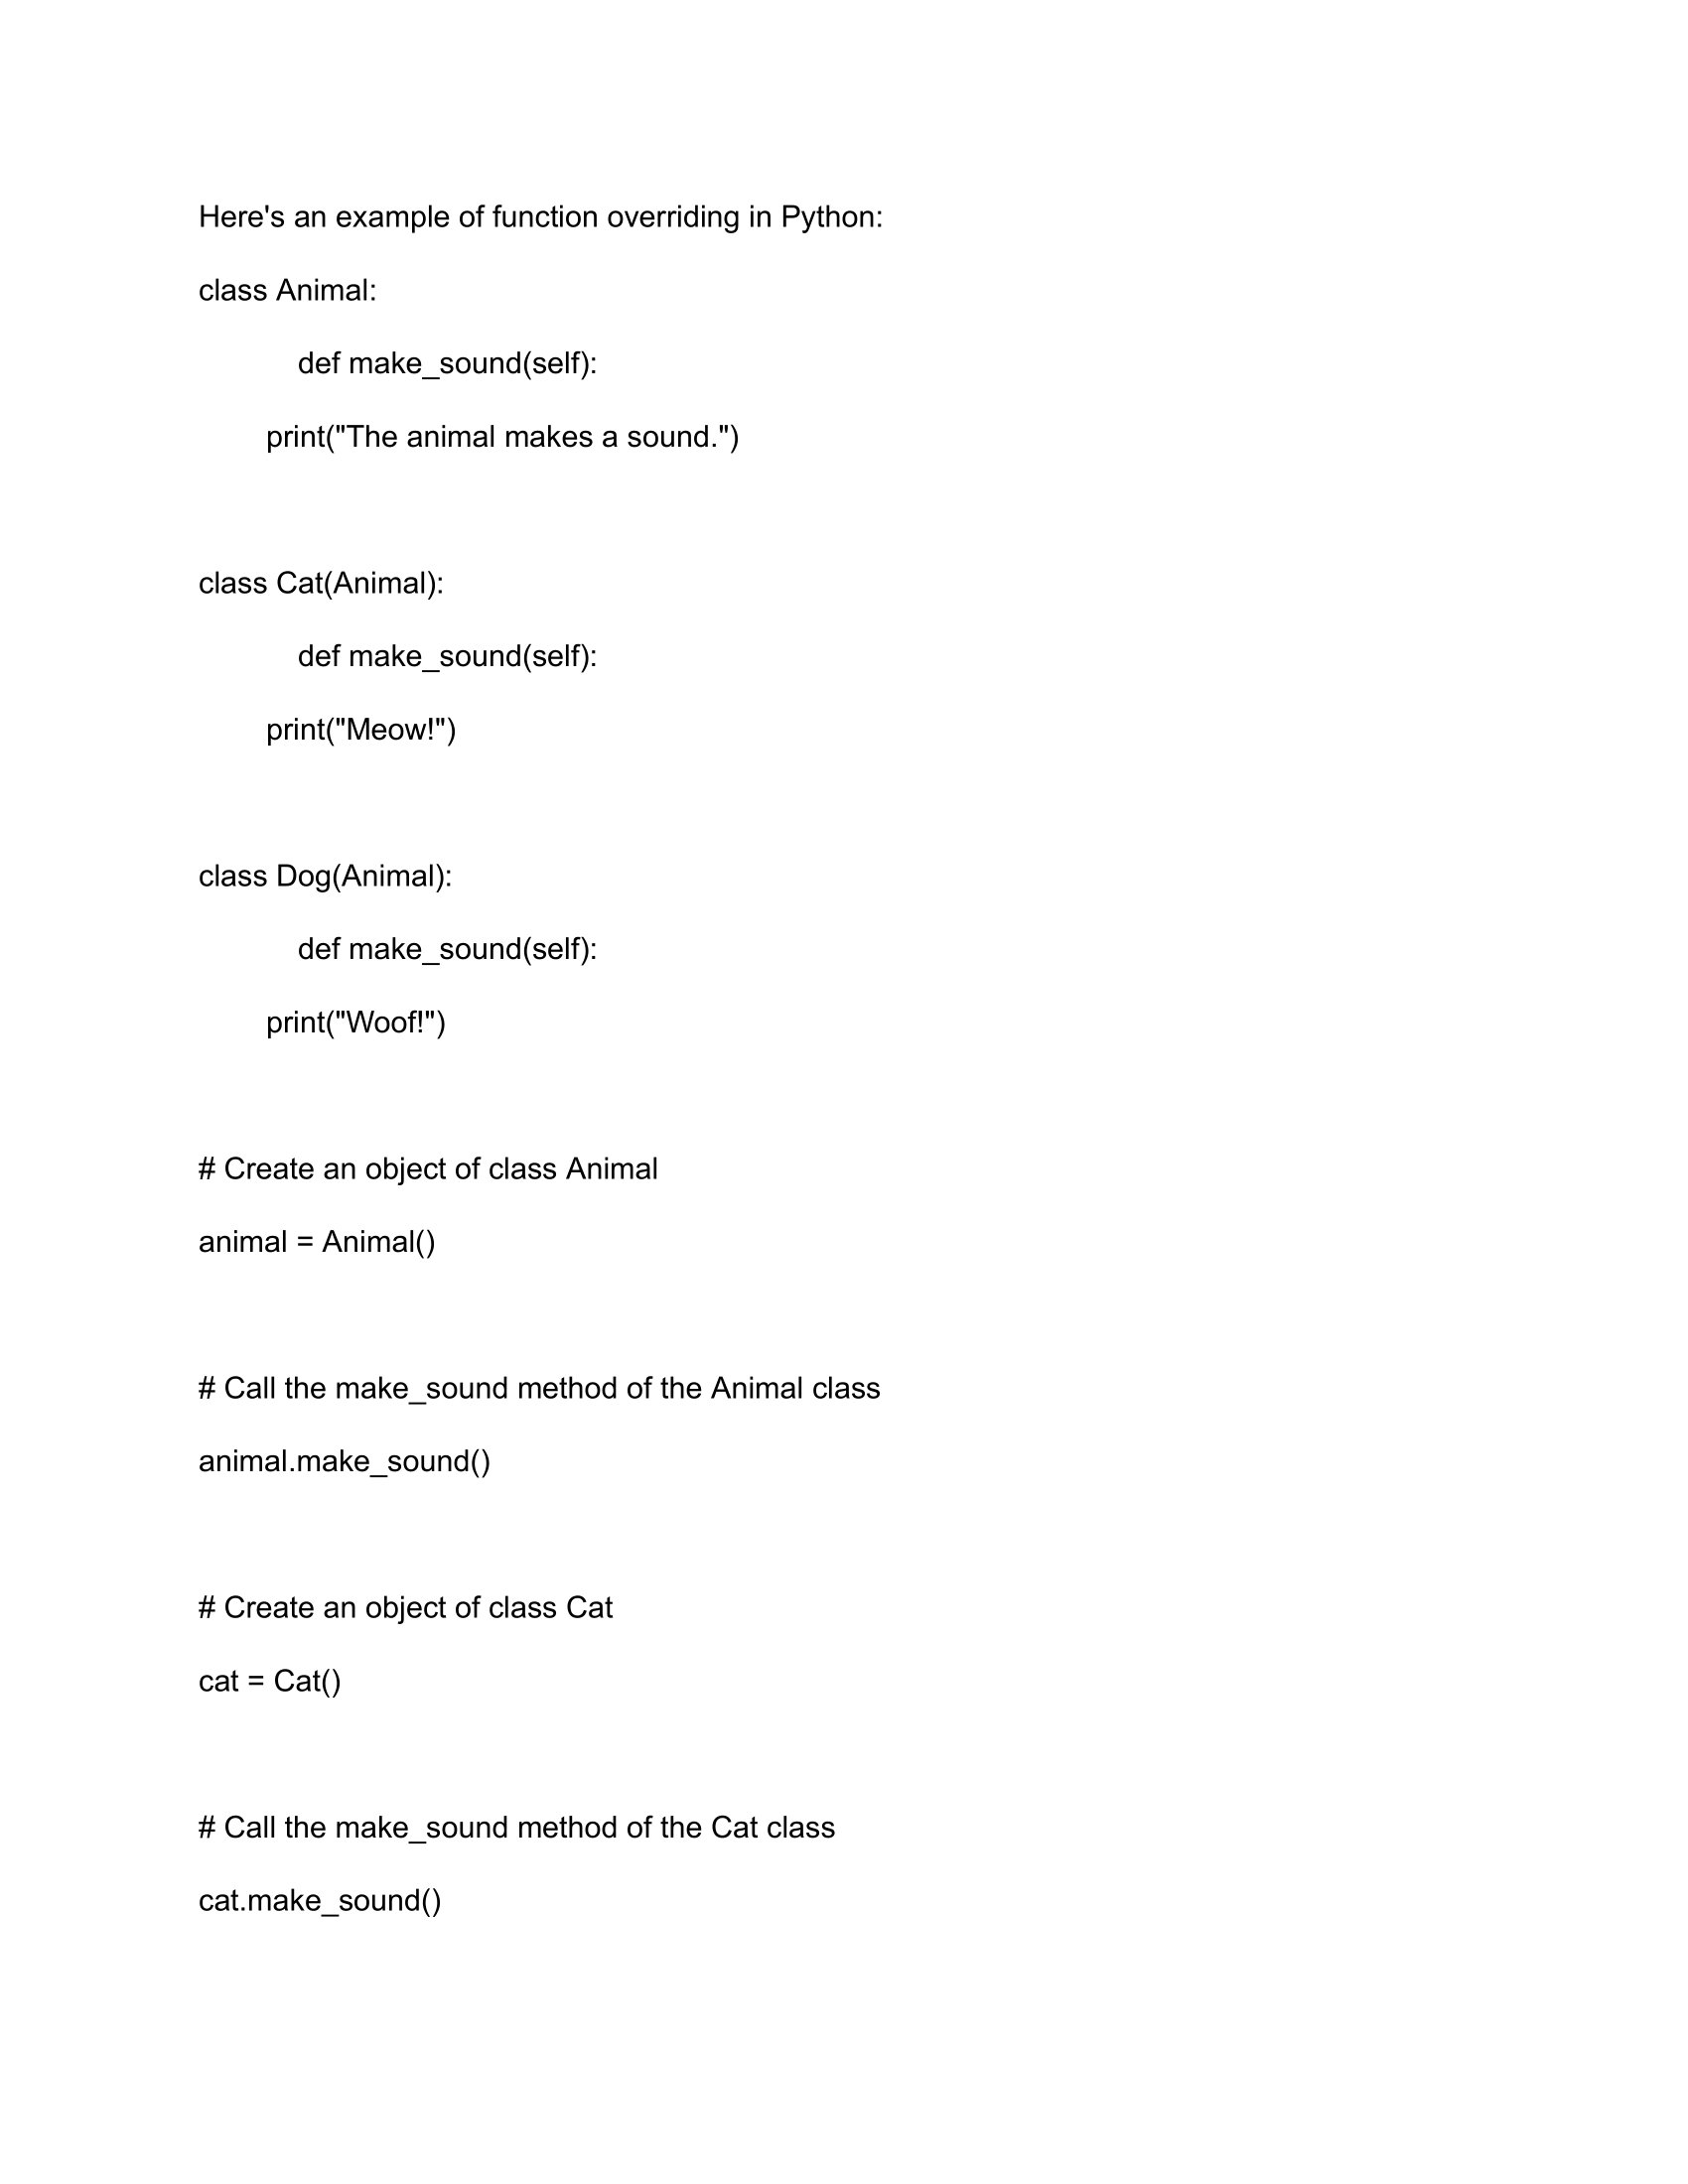 Here's an example of function overriding in Python:
class Animal:
def make_sound(self):
print("The animal makes a sound.")
class Cat(Animal):
def make_sound(self):
print("Meow!")
class Dog(Animal):
def make_sound(self):
print("Woof!")
# Create an object of class Animal
animal = Animal()
# Call the make_sound method of the Animal class
animal.make_sound()
# Create an object of class Cat
cat = Cat()
# Call the make_sound method of the Cat class
cat.make_sound()